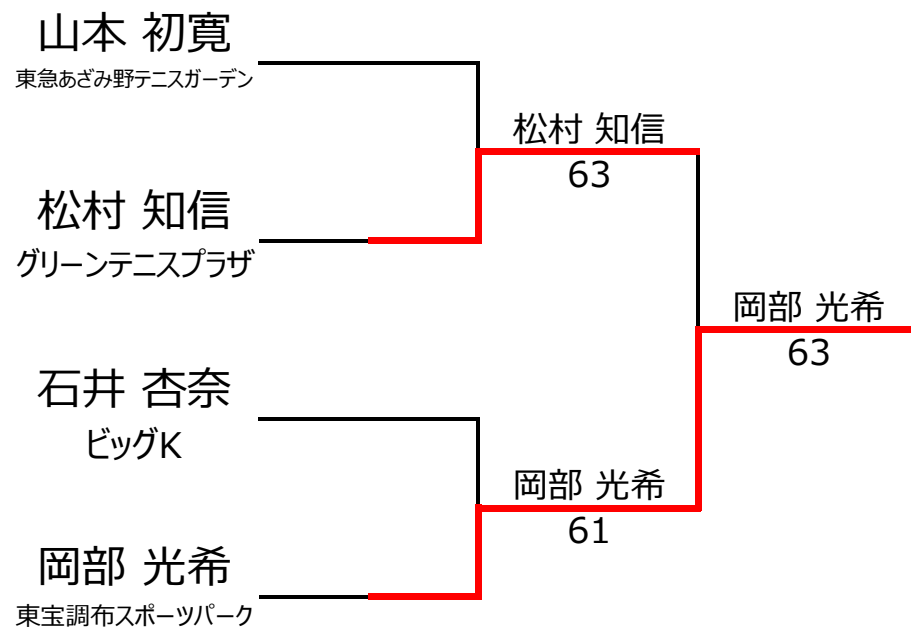 山本 初寛
東急あざみ野テニスガーデン
松村 知信
63
松村 知信
グリーンテニスプラザ
岡部 光希
63
石井 杏奈
ビッグK
岡部 光希
61
岡部 光希
東宝調布スポーツパーク